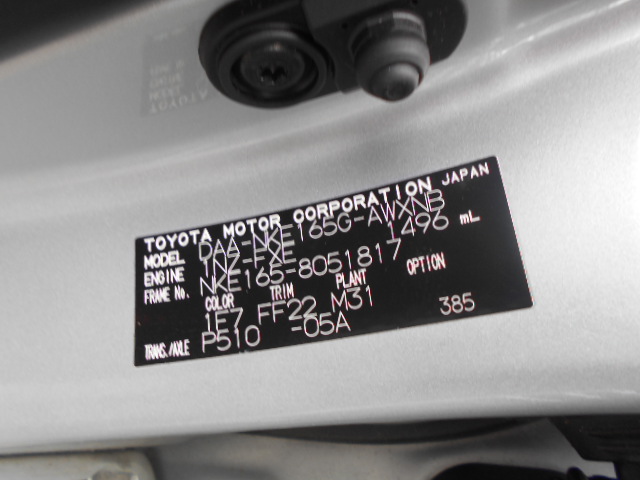 TOYOTA MOTOR CORPORATION JAPAN
MODEL DAA-NKE165G-AWXNB
ENGINE 1NZ-FXE 1496 mL
FRAME No. NKE165-8051817
COLOR TRIM PLANT OPTION
1E7 FF22 M31
TRANS./AXLE P510 -05A 385